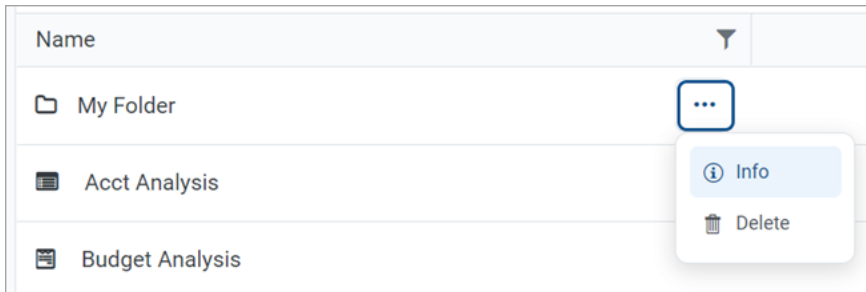 Name
My Folder
Acct Analysis
Info
Delete
Budget Analysis